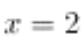 x = 2